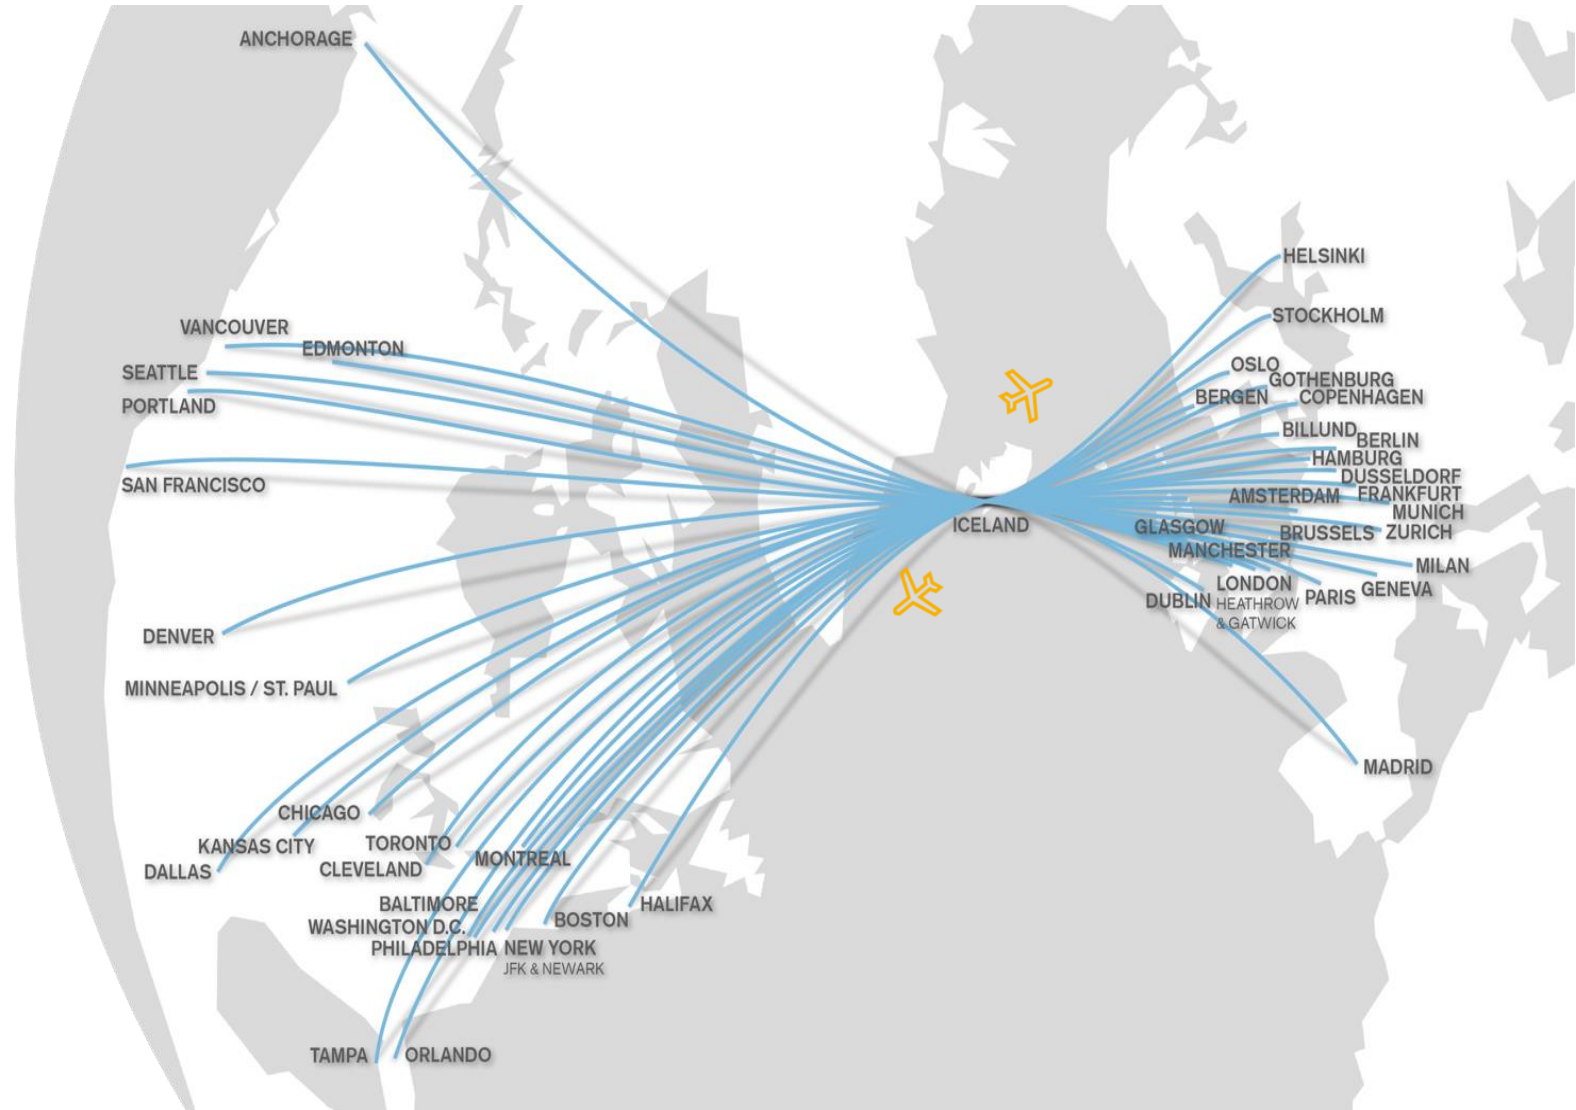 ANCHORAGE
HELSINKI
STOCKHOLM
VANCOUVER
EDMONTON
SEATTLE
PORTLAND
OSLO
GOTHENBURG
BERGEN
COPENHAGEN
BILLUND
BERLIN
HAMBURG
DUSSELDORF
SAN FRANCISCO
AMSTERDAM
FRANKFURT
MUNICH
ICELAND
GLASGOW
BRUSSELS
ZURICH
MANCHESTER
MILAN
LONDON
HEATHROW
& GATWICK
DUBLIN
PARIS
GENEVA
DENVER
MINNEAPOLIS / ST. PAUL
MADRID
CHICAGO
KANSAS CITY
TORONTO
DALLAS
CLEVELAND
MONTREAL
BALTIMORE
HALIFAX
WASHINGTON D.C.
BOSTON
PHILADELPHIA
NEW YORK
JFK & NEWARK
TAMPA
ORLANDO